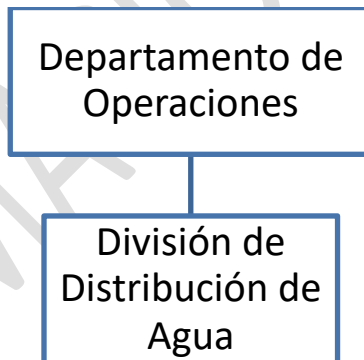 Departamento de
Operaciones
División de
Distribución de
Agua